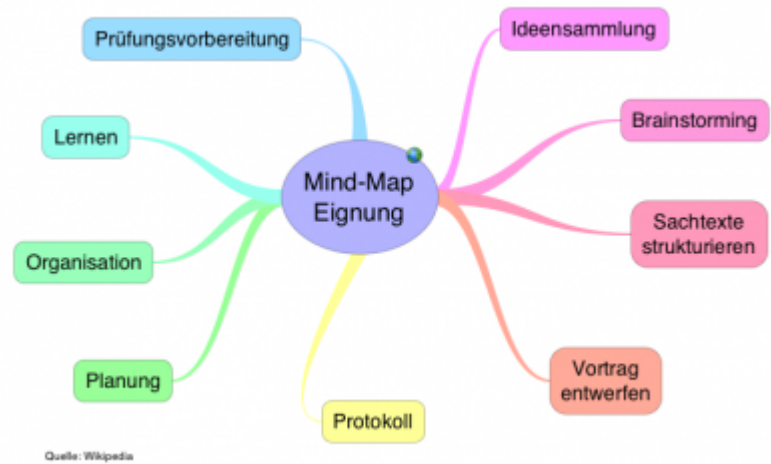 Prüfungsvorbereitung
Ideensammlung
Lernen
Brainstorming
Mind-Map
Eignung
Sachtexte
strukturieren
Organisation
Planung
Vortrag
entwerfen
Protokoll
Quelle: Wikipedia